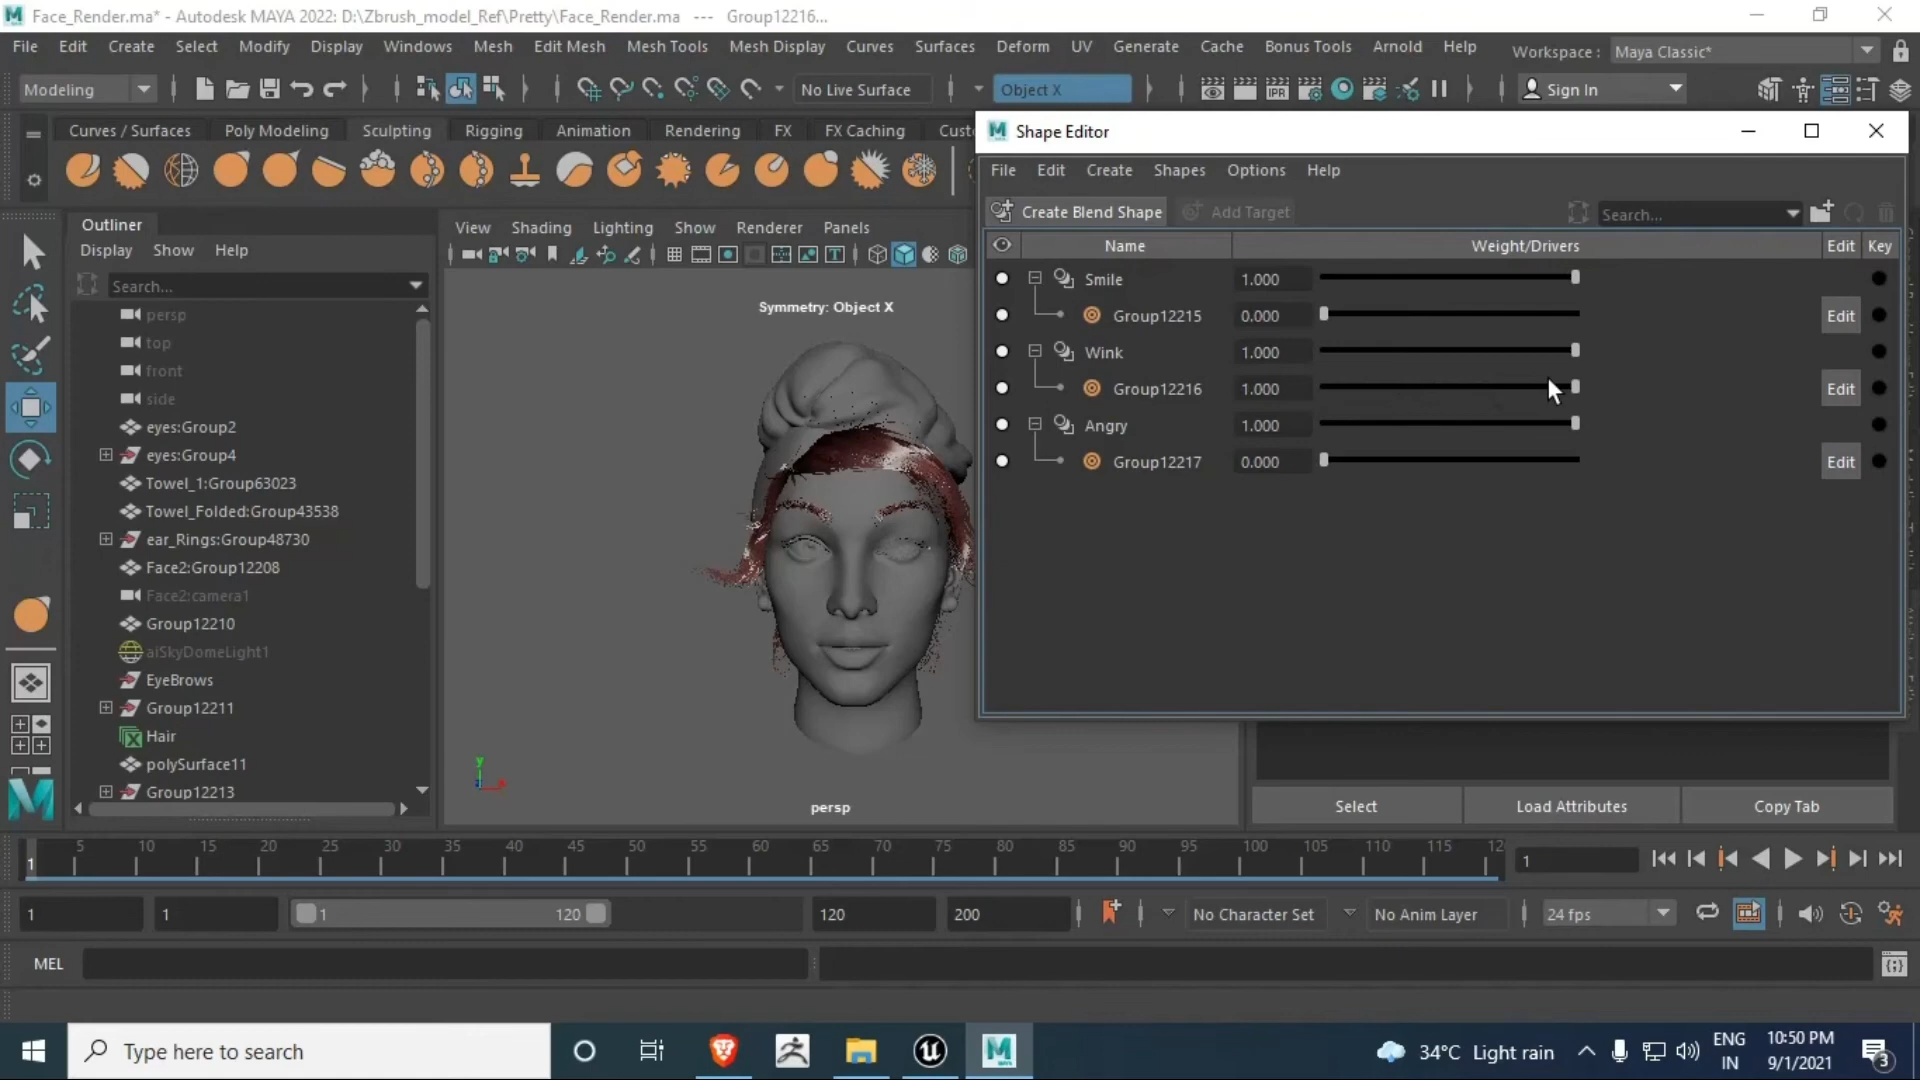 Face_Render.ma* - Autodesk MAYA 2022: D:\Zbrush_model_Ref\Pretty\Face_Render.ma --- Group12216...
File Edit Create Select Modify Display Windows Mesh Edit Mesh Mesh Tools Mesh Display Curves Surfaces Deform UV Generate Cache Bonus Tools Arnold Help Workspace : Maya Classic*
Modeling No Live Surface Object X IPR Sign In
Curves / Surfaces Poly Modeling Sculpting Rigging Animation Rendering FX FX Caching Custo
Shape Editor
File Edit Create Shapes Options Help
Create Blend Shape Add Target Search...
Name Weight/Drivers Edit Key
Smile 1.000
Group12215 0.000 Edit
Wink 1.000
Group12216 1.000 Edit
Angry 1.000
Group12217 0.000 Edit
Outliner
Display Show Help
Search...
persp
top
front
side
eyes:Group2
eyes:Group4
Towel_1:Group63023
Towel_Folded:Group43538
ear_Rings:Group48730
Face2:Group12208
Face2:camera1
Group12210
aiSkyDomeLight1
EyeBrows
Group12211
Hair
polySurface11
Group12213
View Shading Lighting Show Renderer Panels
Symmetry: Object X
y
persp
Select Load Attributes Copy Tab
1 5 10 15 20 25 30 35 40 45 50 55 60 65 70 75 80 85 90 95 100 105 110 115 12 1
1 1 1 120 120 200 No Character Set No Anim Layer 24 fps
MEL
Type here to search
34°C Light rain
ENG
IN
10:50 PM
9/1/2021
3